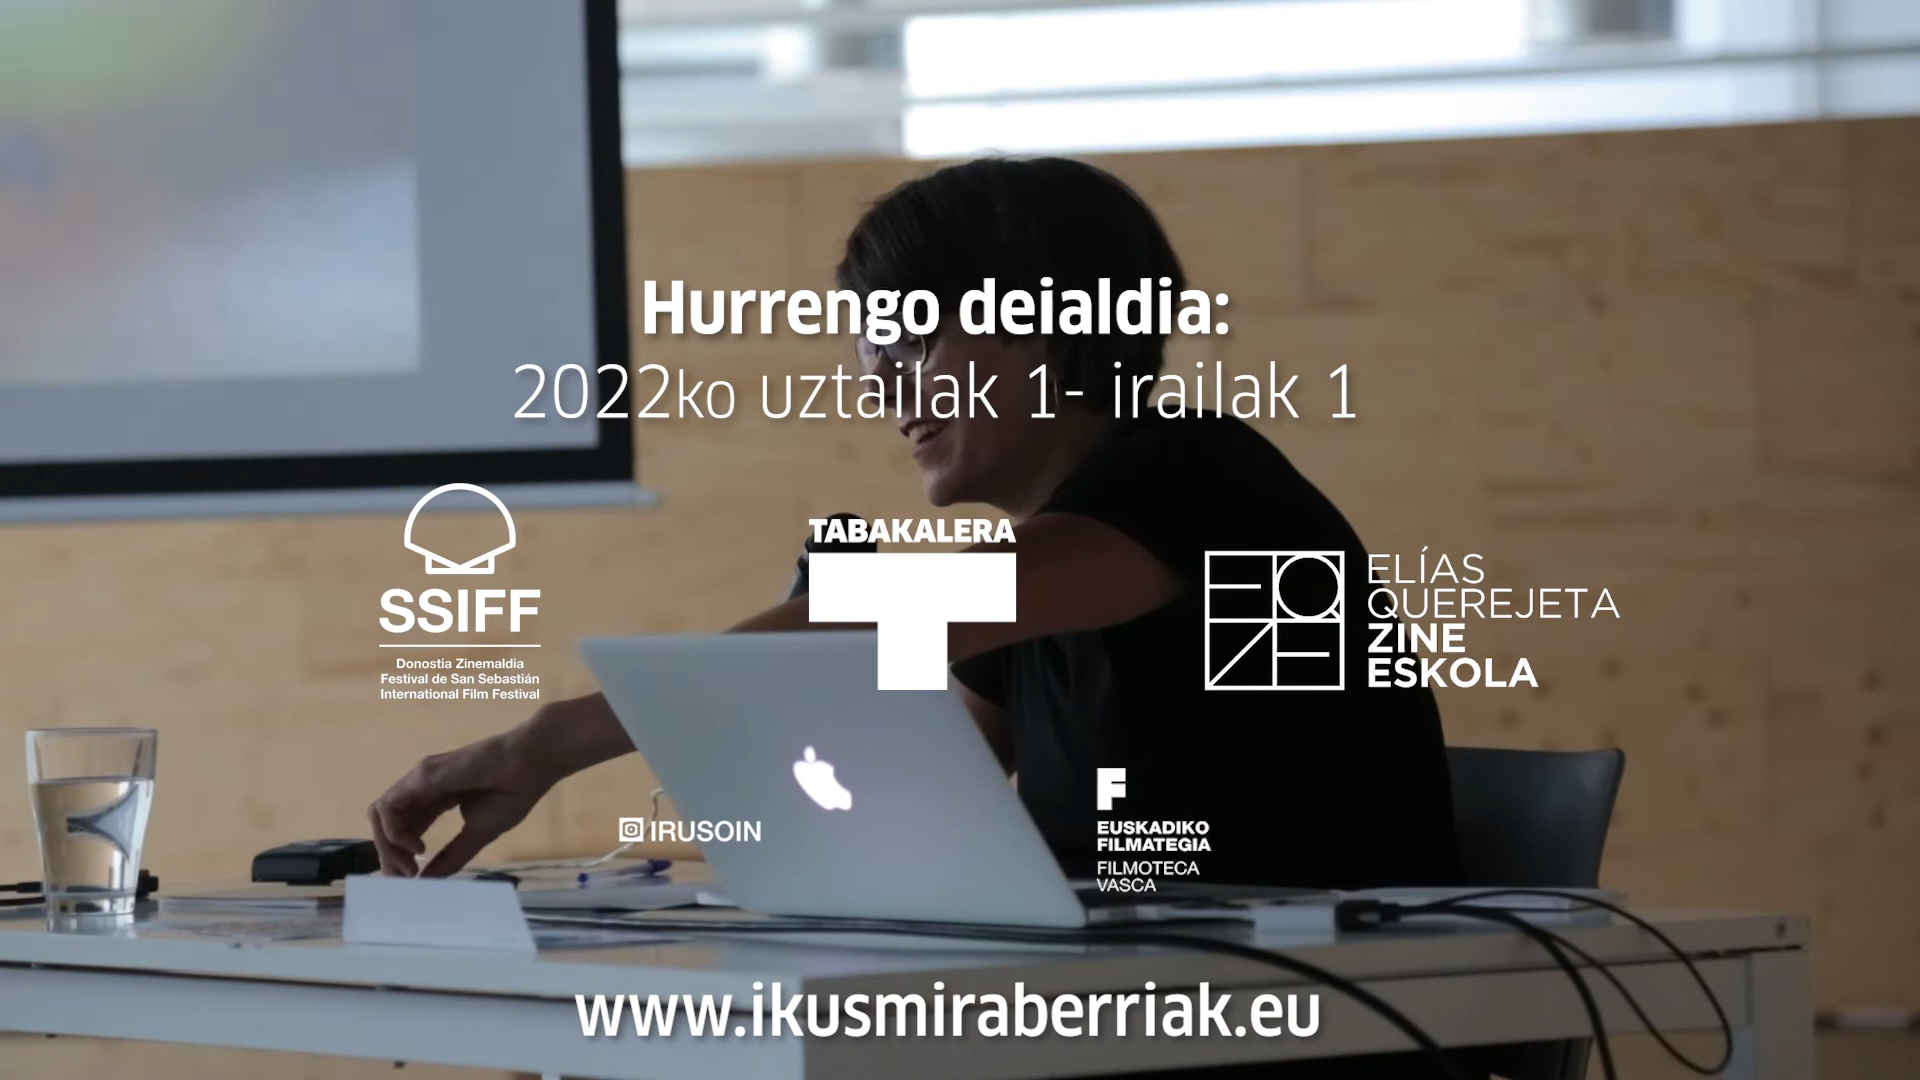 Hurrengo deialdia:
2022ko uztailak 1- irailak 1
SSIFF
Donostia Zinemaldia
Festival de San Sebastián
International Film Festival
TABAKALERA
T
EQZE
ELÍAS
QUEREJETA
ZINE
ESKOLA
IRUSOIN
F
EUSKADIKO
FILMATEGIA
FILMOTECA
VASCA
www.ikusmiraberriak.eu